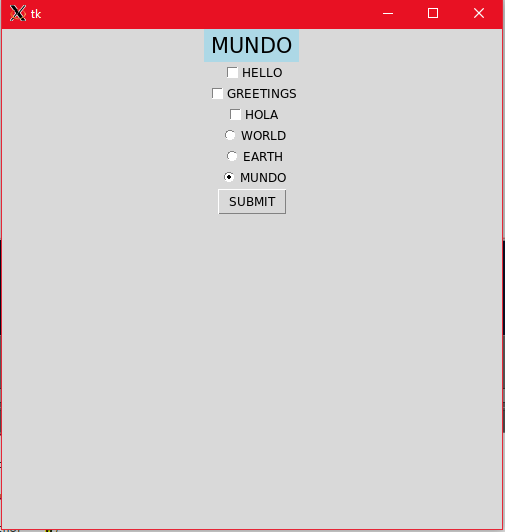 tk
MUNDO
HELLO
GREETINGS
HOLA
WORLD
EARTH
MUNDO
SUBMIT